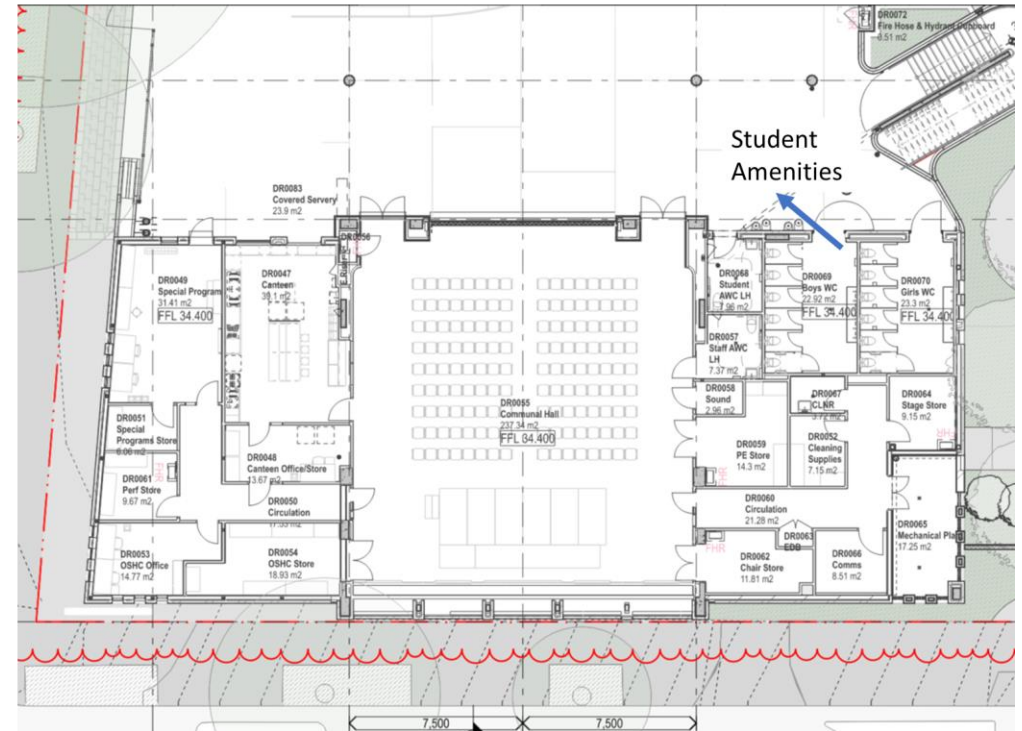 DR0072
Fire Hose & Hydrant Cupboard
Student
Amenities
DR0083
Covered Servery
23.9 m2
DR0056
DR0049
Special Program
31.41 m2
FFL 34.400
DR0047
Canteen
39.1 m2
DR0068
Student
AWC LH
7.96 m2
DR0069
Boys WC
22.92 m2
FFL 34.400
DR0070
Girls WC
23.3 m2
FFL 34.400
DR0057
Staff AWC
LH
7.37 m2
DR0051
Special
Programs Store
6.06 m2
DR0055
Communal Hall
237.34 m2
FFL 34.400
DR0058
Sound
2.96 m2
DR0067
CLNR
DR0064
Stage Store
9.15 m2
FHR
DR0048
Canteen Office/Store
13.67 m2
DR0059
PE Store
14.3 m2
FHR
DR0052
Cleaning
Supplies
7.15 m2
DR0061
Perf Store
9.67 m2
FHR
DR0050
Circulation
DR0060
Circulation
21.28 m2
DR0053
OSHC Office
14.77 m2
DR0054
OSHC Store
18.93 m2
FHR
DR0062
Chair Store
11.81 m2
DR0063
EDB
DR0066
Comms
8.51 m2
DR0065
Mechanical Pla
17.25 m2
7,500
7,500